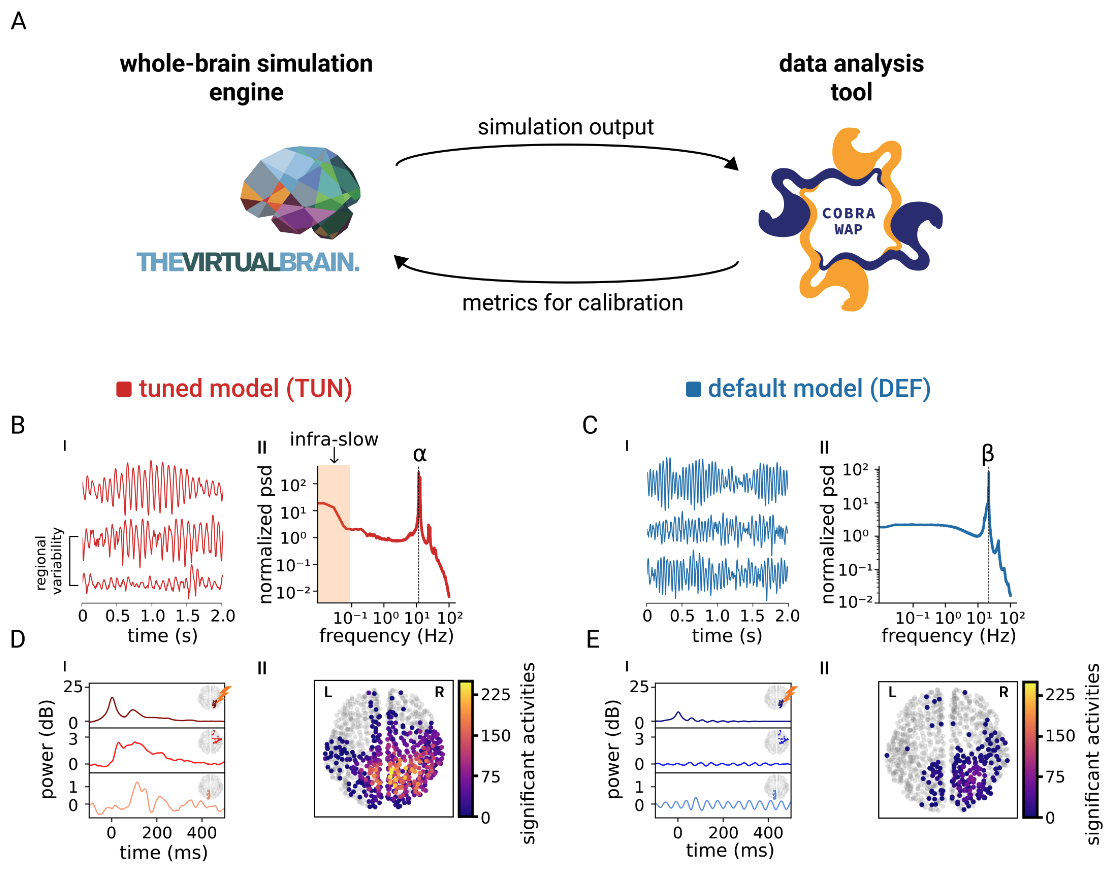 A
whole-brain simulation
engine
data analysis
tool
simulation output
THEVIRTUALBRAIN.
COBRA
WAP
metrics for calibration
tuned model (TUN)
default model (DEF)
B
I
II
infra-slow
α
regional
variability
normalized psd
10²
10¹
10⁰
10⁻¹
10⁻²
0 0.5 1.0 1.5 2.0
time (s)
10⁻¹ 10⁰ 10¹ 10²
frequency (Hz)
C
I
II
β
normalized psd
10²
10¹
10⁰
10⁻¹
10⁻²
0 0.5 1.0 1.5 2.0
time (s)
10⁻¹ 10⁰ 10¹ 10²
frequency (Hz)
D
I
II
power (dB)
25
0
3
0
1
0
0 200 400
time (ms)
L R
225
150
75
0
significant activities
E
I
II
power (dB)
25
0
3
0
1
0
0 200 400
time (ms)
L R
225
150
75
0
significant activities